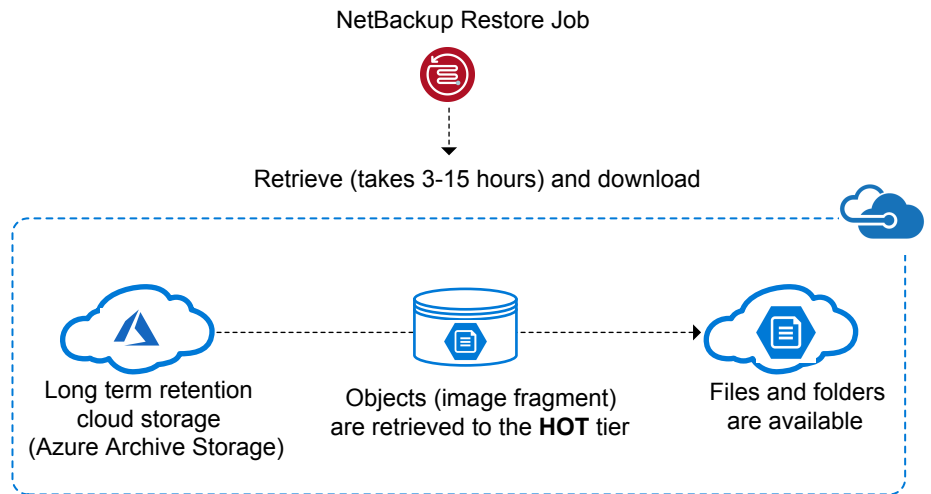 NetBackup Restore Job
Retrieve (takes 3-15 hours) and download
Long term retention
cloud storage
(Azure Archive Storage)
Objects (image fragment)
are retrieved to the HOT tier
Files and folders
are available